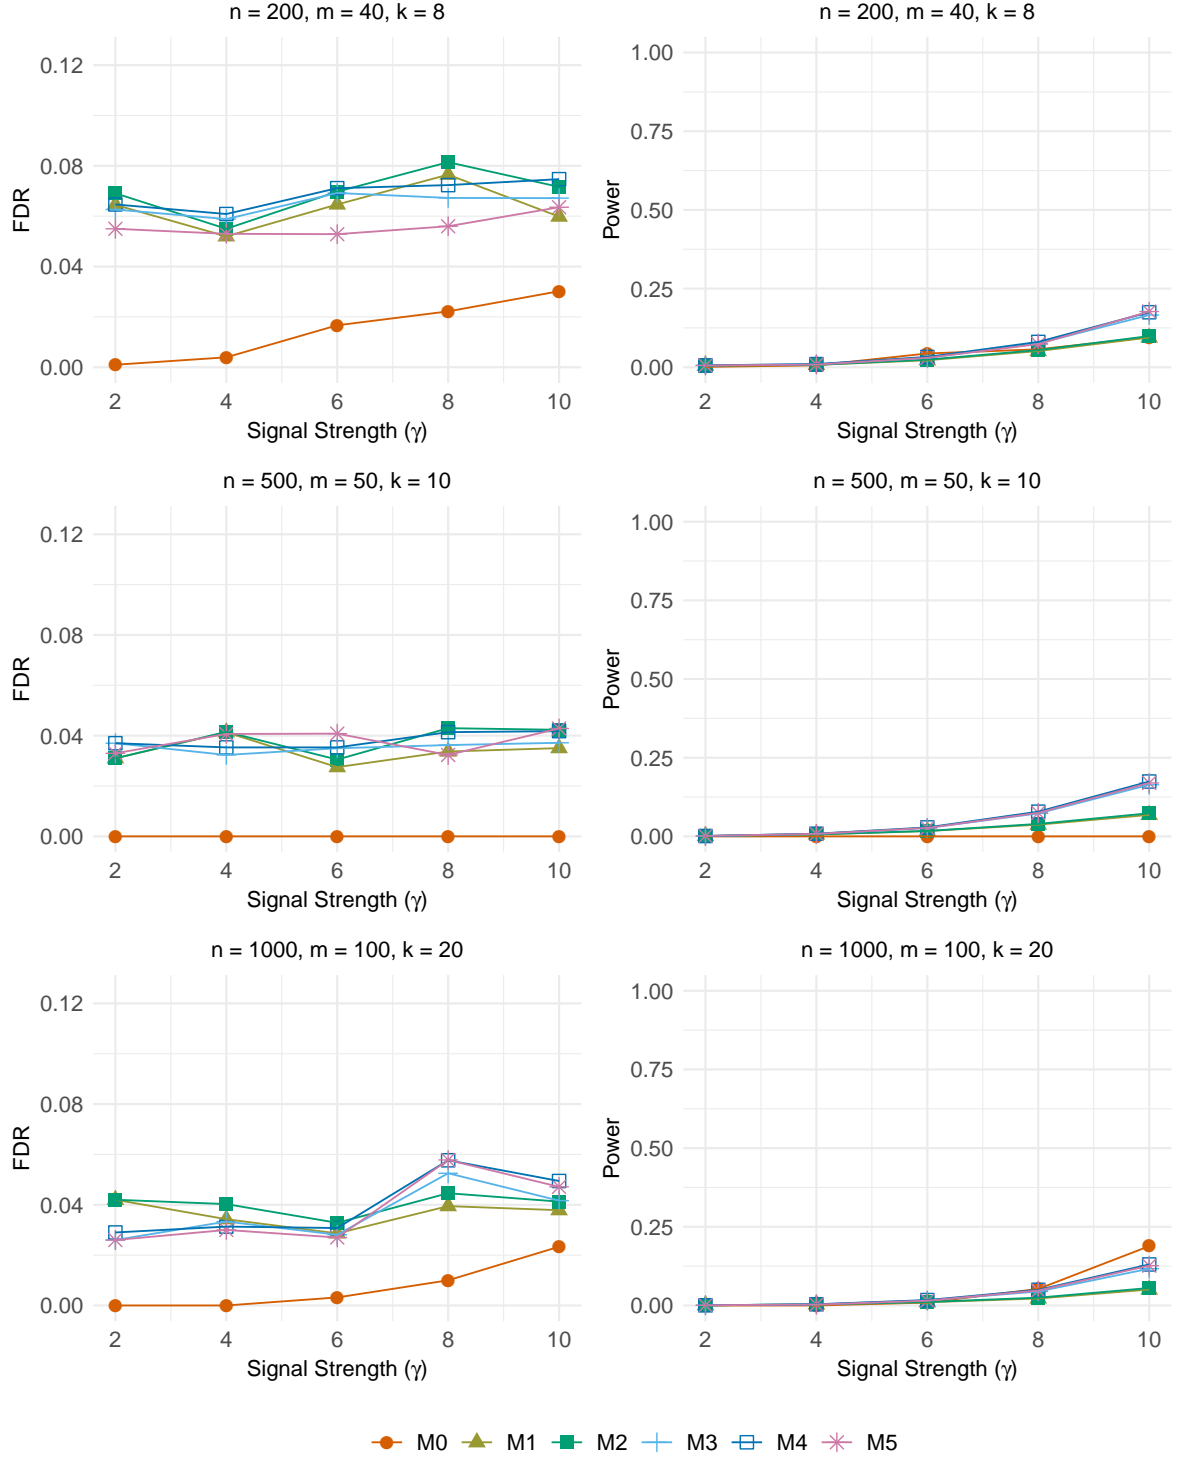 n = 200, m = 40, k = 8
n = 200, m = 40, k = 8
FDR
0.12
0.08
0.04
0.00
2 4 6 8 10
Signal Strength (γ)
Power
1.00
0.75
0.50
0.25
0.00
2 4 6 8 10
Signal Strength (γ)
n = 500, m = 50, k = 10
n = 500, m = 50, k = 10
FDR
0.12
0.08
0.04
0.00
2 4 6 8 10
Signal Strength (γ)
Power
1.00
0.75
0.50
0.25
0.00
2 4 6 8 10
Signal Strength (γ)
n = 1000, m = 100, k = 20
n = 1000, m = 100, k = 20
FDR
0.12
0.08
0.04
0.00
2 4 6 8 10
Signal Strength (γ)
Power
1.00
0.75
0.50
0.25
0.00
2 4 6 8 10
Signal Strength (γ)
M0 M1 M2 M3 M4 M5